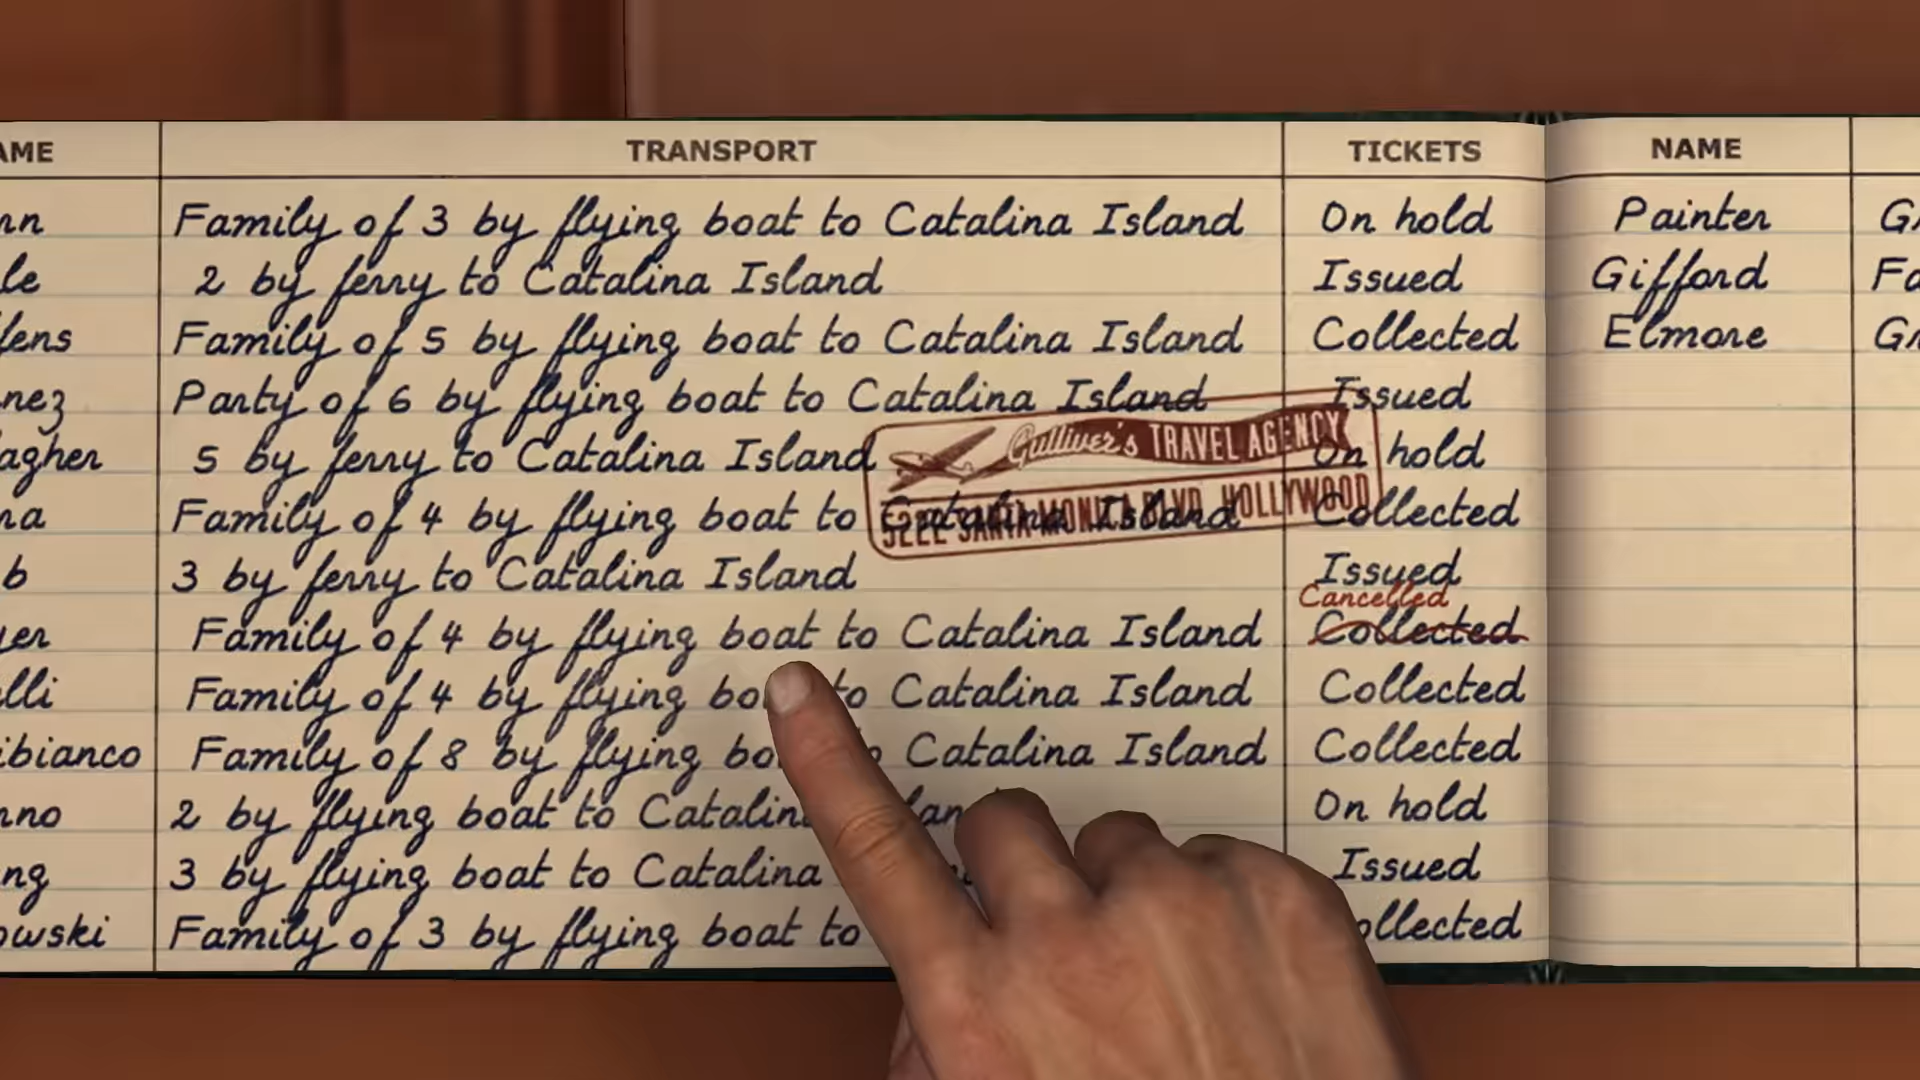 TRANSPORT TICKETS NAME
Family of 3 by flying boat to Catalina Island On hold Painter
2 by ferry to Catalina Island Issued Gifford
Family of 5 by flying boat to Catalina Island Collected Elmore
Party of 6 by flying boat to Catalina Island Issued
Gulliver's TRAVEL AGENCY
5 by ferry to Catalina Island On hold
5222 SANTA MONICA BLVD. HOLLYWOOD
Family of 4 by flying boat to Catalina Island Collected
3 by ferry to Catalina Island Issued
Cancelled
Family of 4 by flying boat to Catalina Island Collected
Family of 4 by flying to Catalina Island Collected
Family of 8 by flying Catalina Island Collected
2 by flying boat to On hold
3 by flying boat to Catalina Issued
Family of 3 by flying boat to